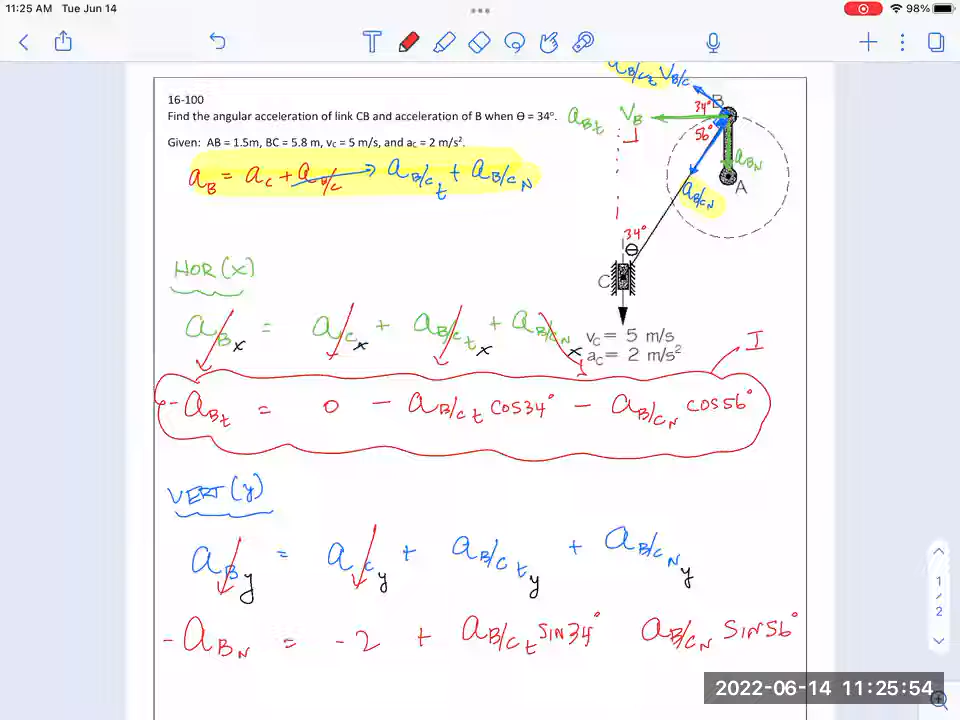 11:25 AM Tue Jun 14
98%
16-100
Find the angular acceleration of link CB and acceleration of B when ϴ = 34°.
Given: AB = 1.5m, BC = 5.8 m, vc = 5 m/s, and ac = 2 m/s².
aB = aC + aB/C → aB/Ct + aB/CN
aB/Ct VB/C
34° B
aBt VB
56°
aBN
A
aB/CN
34°
ϴ
C
vC = 5 m/s
aC = 2 m/s²
HOR (x)
aBx = aCx + aB/Ctx + aB/CNx
I
-aBt = 0 - aB/Ct cos34° - aB/CN cos56°
VERT (y)
aBy = aCy + aB/Cty + aB/CNy
-aBN = -2 + aB/Ct sin34° aB/CN sin56°
1
/
2
2022-06-14 11:25:54